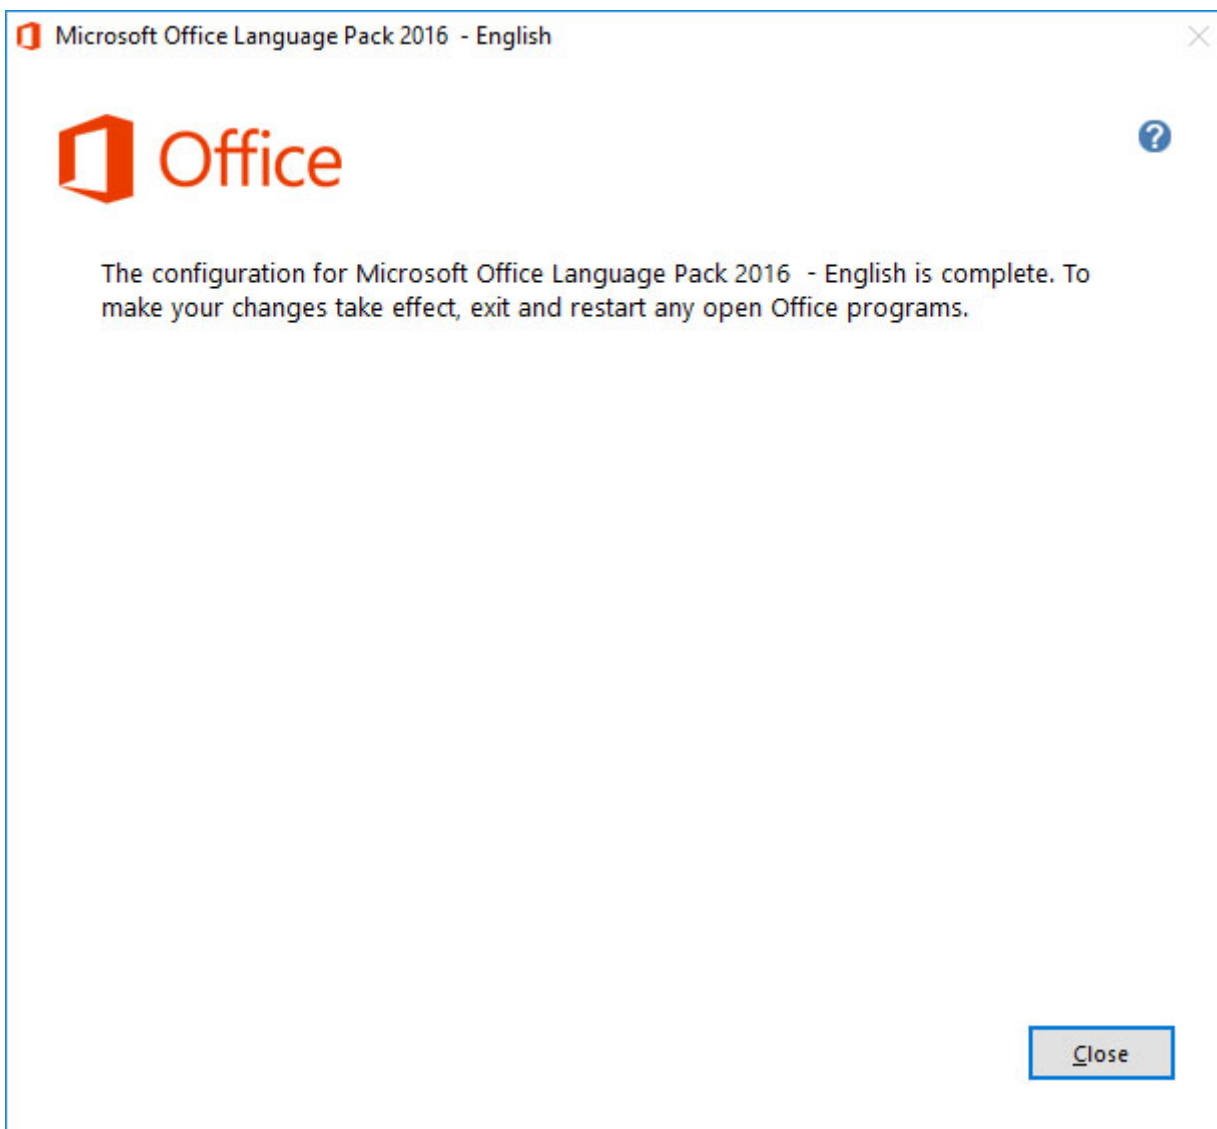 Microsoft Office Language Pack 2016  - English
Office
?
The configuration for Microsoft Office Language Pack 2016  - English is complete. To
make your changes take effect, exit and restart any open Office programs.
Close